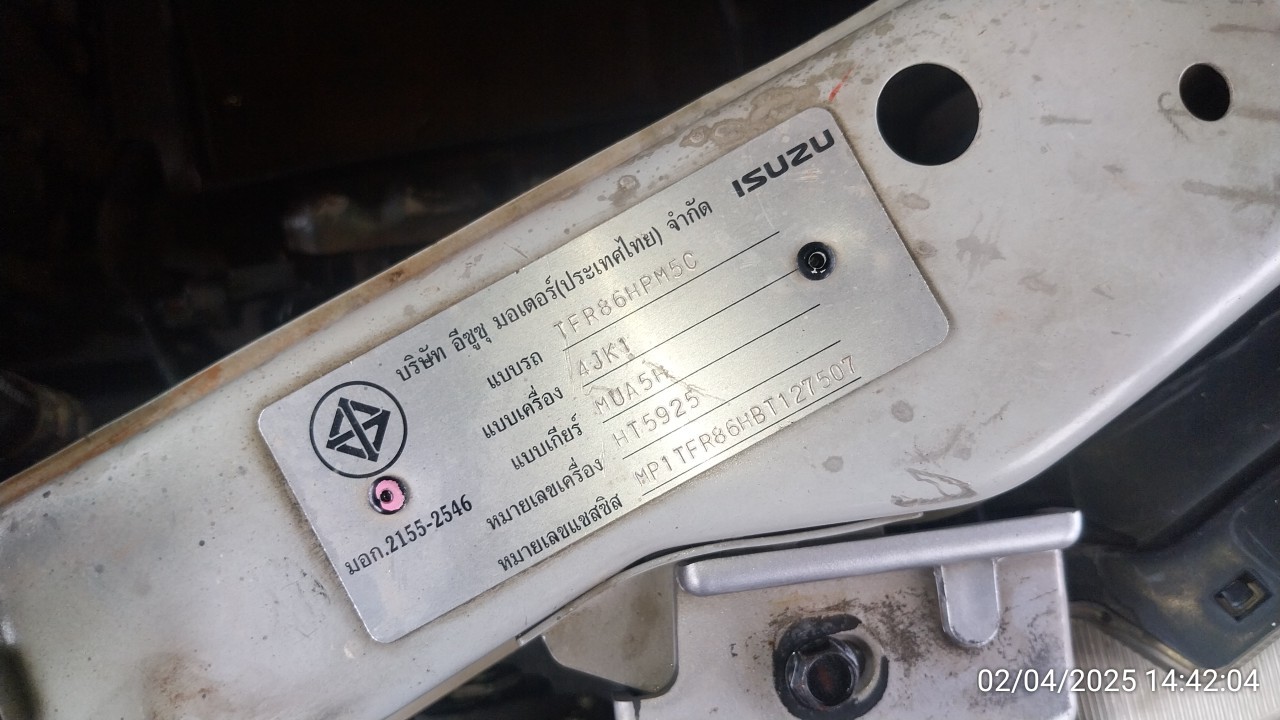 ISUZU
บริษัท อีซูซุ มอเตอร์(ประเทศไทย) จำกัด
แบบรถ TFR86HPM5C
แบบเครื่อง 4JK1
แบบเกียร์ MUA5H
หมายเลขเครื่อง HT5925
หมายเลขแชสซิส MP1TFR86HBT127507
มอก.2155-2546
02/04/2025 14:42:04